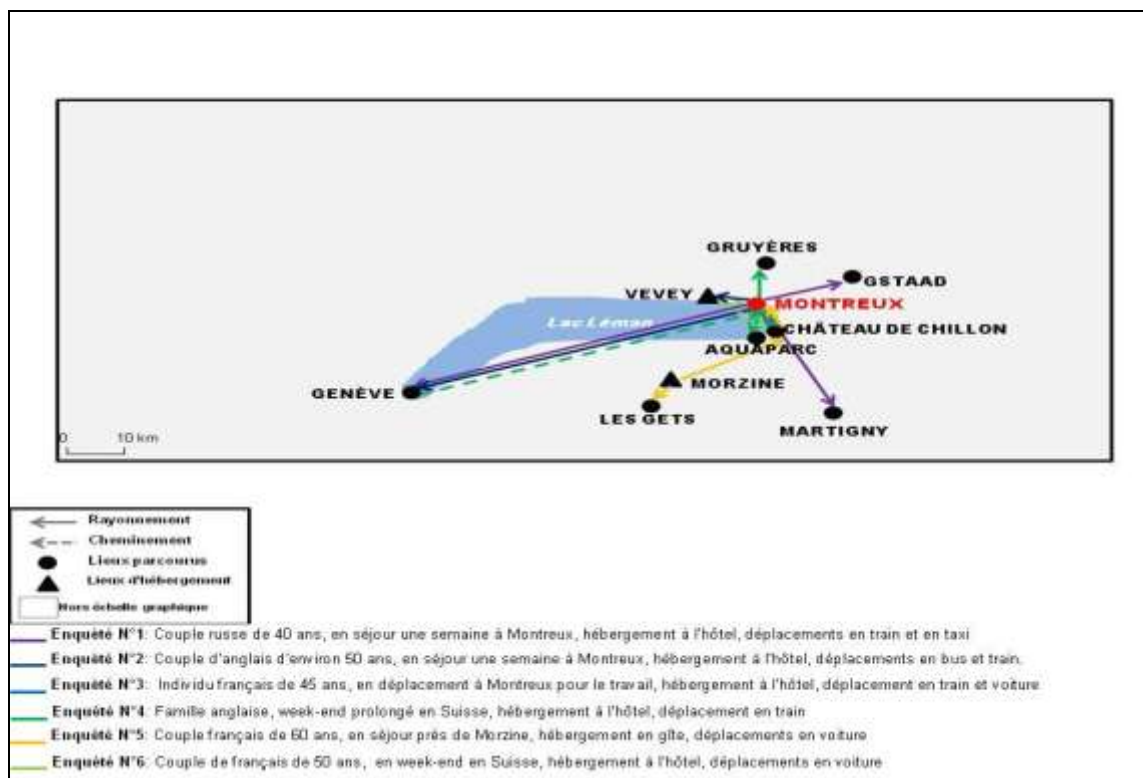 GRUYÈRES
GSTAAD
VEVEY
MONTREUX
Lac Léman
CHÂTEAU DE CHILLON
AQUAPARC
GENÈVE
MORZINE
LES GETS
MARTIGNY
0 10 km
Rayonnement
Cheminement
Lieux parcourus
Lieux d'hébergement
Hors échelle graphique
Enquêté N°1: Couple russe de 40 ans, en séjour une semaine à Montreux, hébergement à l'hôtel, déplacements en train et en taxi
Enquêté N°2: Couple d'anglais d'environ 50 ans, en séjour une semaine à Montreux, hébergement à l'hôtel, déplacements en bus et train.
Enquêté N°3: Individu français de 45 ans, en déplacement à Montreux pour le travail, hébergement à l'hôtel, déplacement en train et voiture
Enquêté N°4: Famille anglaise, week-end prolongé en Suisse, hébergement à l'hôtel, déplacement en train
Enquêté N°5: Couple français de 60 ans, en séjour près de Morzine, hébergement en gîte, déplacements en voiture
Enquêté N°6: Couple de français de 50 ans, en week-end en Suisse, hébergement à l'hôtel, déplacements en voiture